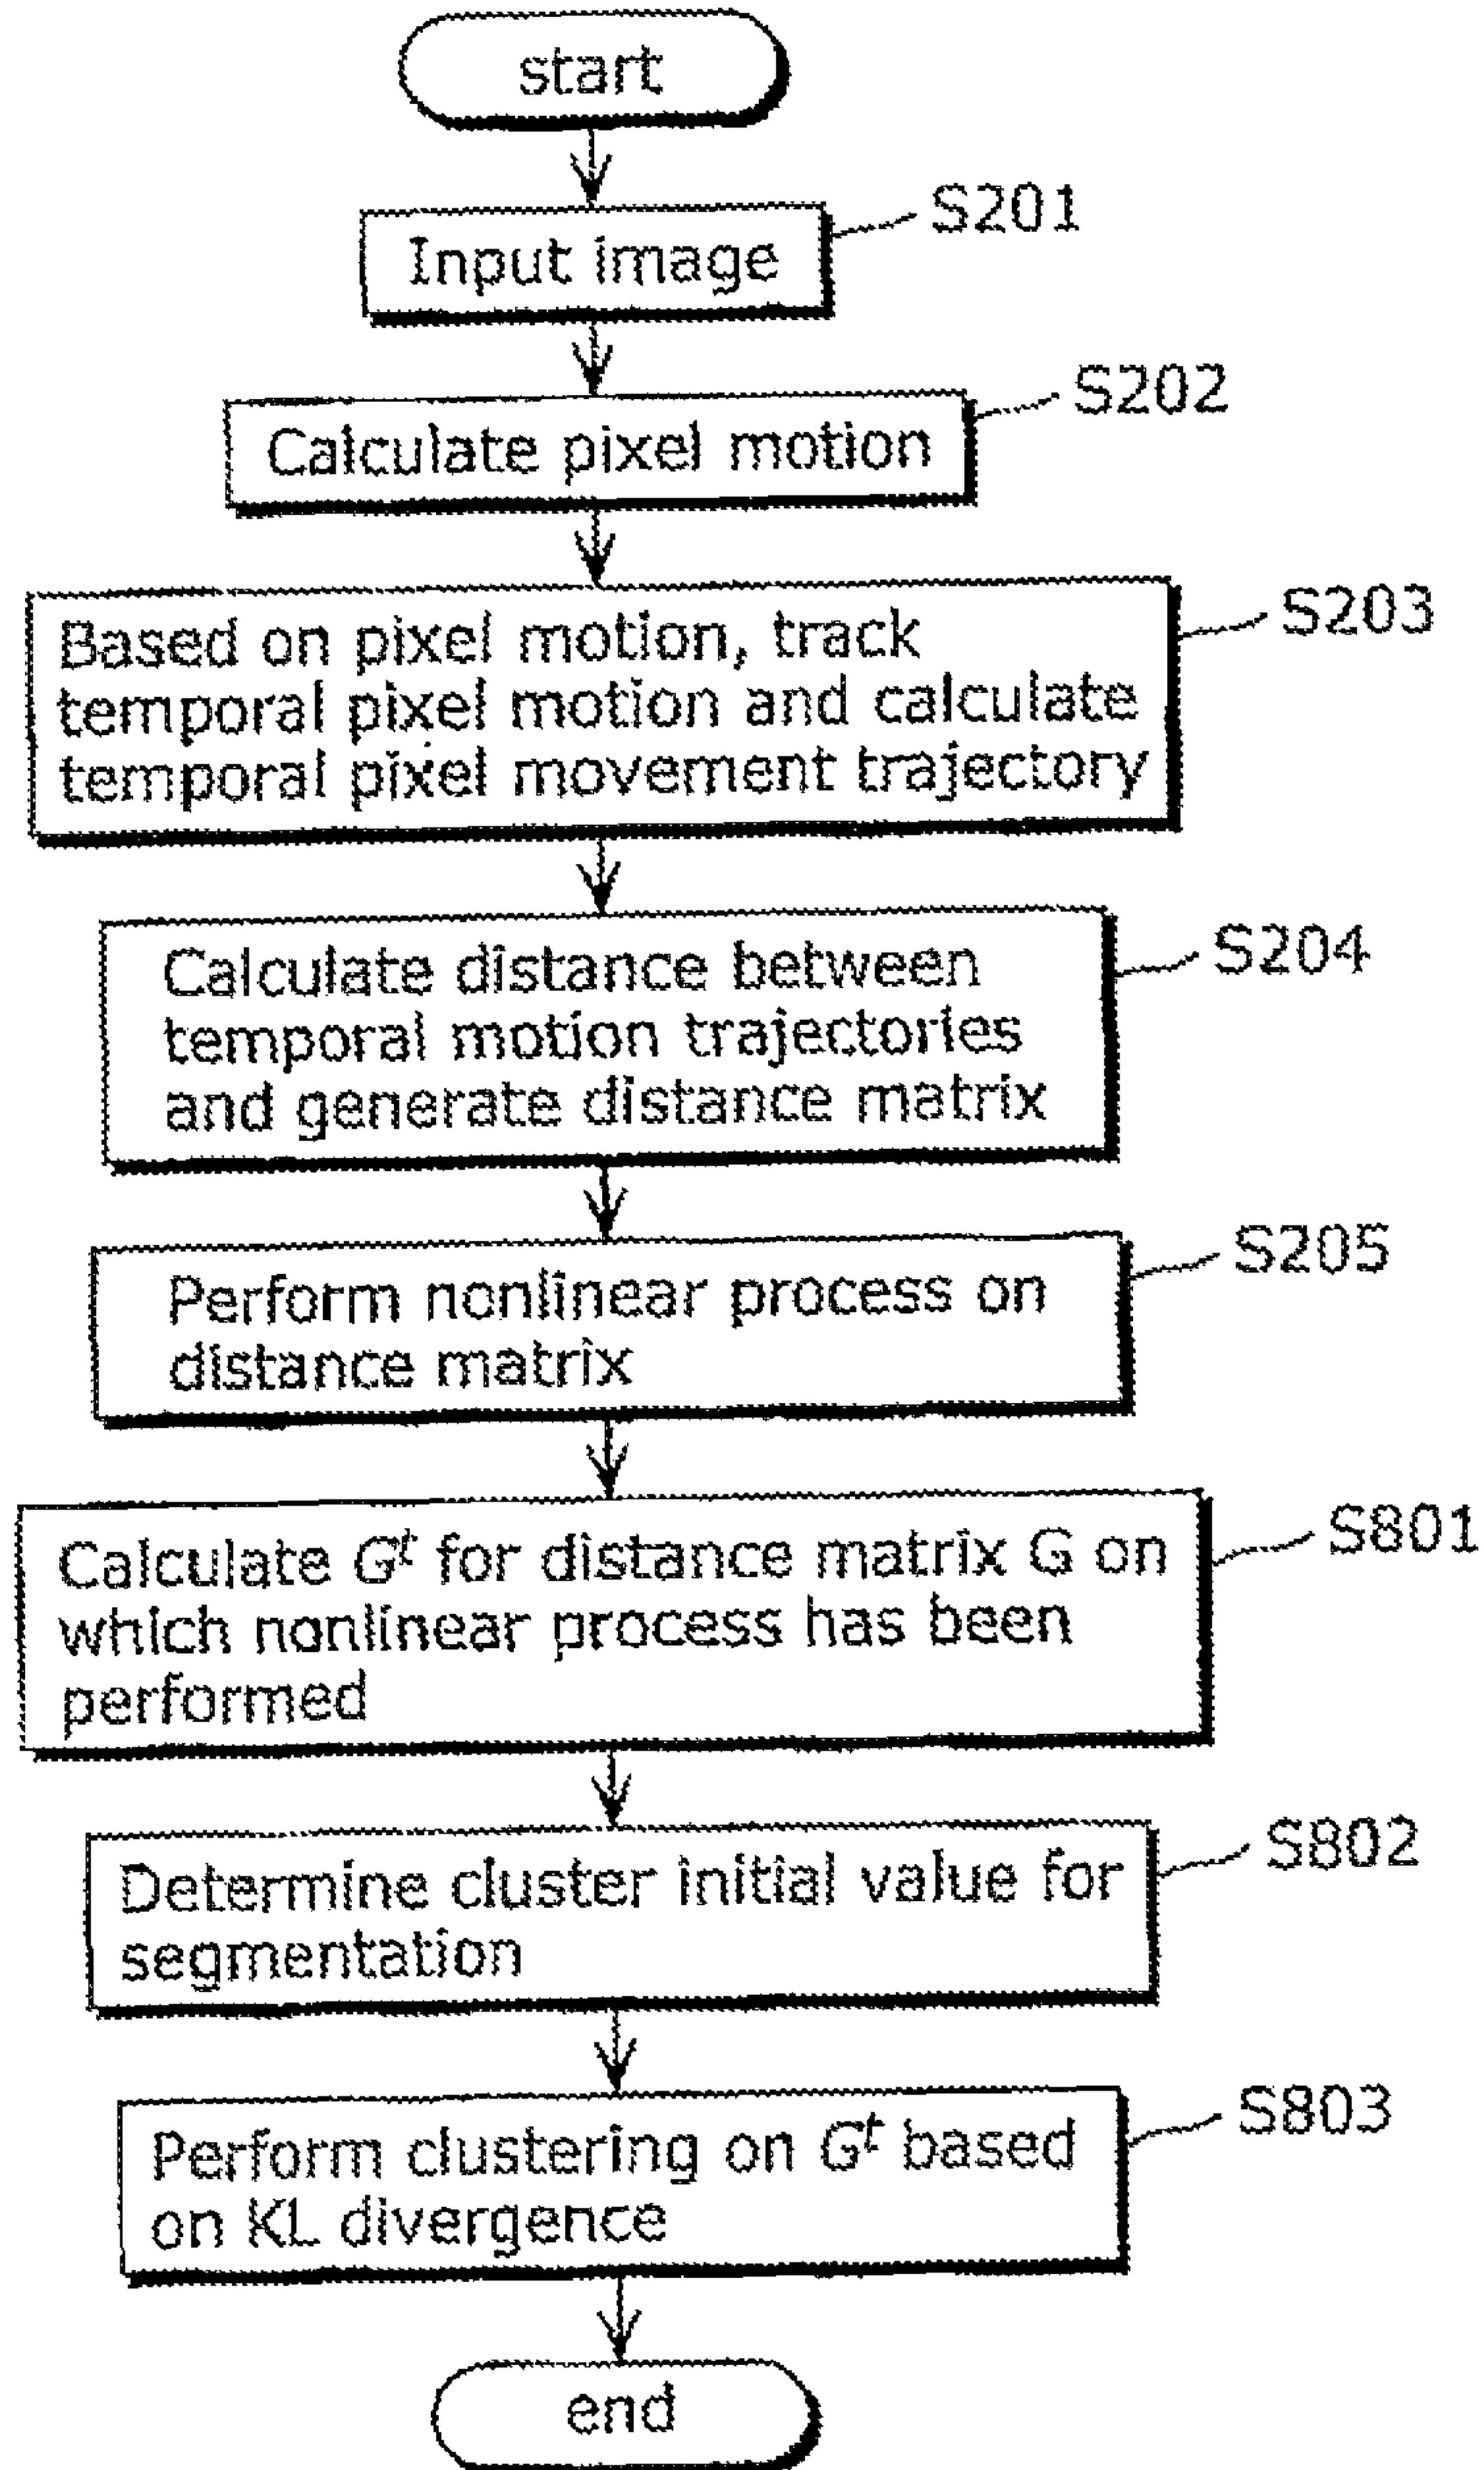 start
S201
Input image
S202
Calculate pixel motion
S203
Based on pixel motion, track
temporal pixel motion and calculate
temporal pixel movement trajectory
S204
Calculate distance between
temporal motion trajectories
and generate distance matrix
S205
Perform nonlinear process on
distance matrix
S801
Calculate Gᵗ for distance matrix G on
which nonlinear process has been
performed
S802
Determine cluster initial value for
segmentation
S803
Perform clustering on Gᵗ based
on KL divergence
end